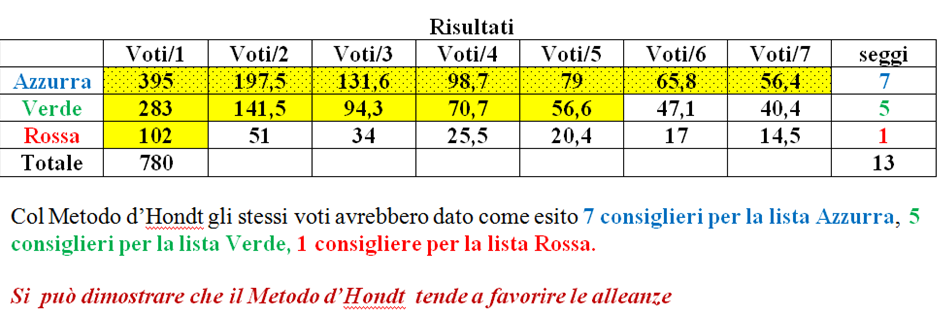 Risultati
Voti/1 Voti/2 Voti/3 Voti/4 Voti/5 Voti/6 Voti/7 seggi
Azzurra 395 197,5 131,6 98,7 79 65,8 56,4 7
Verde 283 141,5 94,3 70,7 56,6 47,1 40,4 5
Rossa 102 51 34 25,5 20,4 17 14,5 1
Totale 780 13
Col Metodo d’Hondt gli stessi voti avrebbero dato come esito 7 consiglieri per la lista Azzurra, 5
consiglieri per la lista Verde, 1 consigliere per la lista Rossa.
Si può dimostrare che il Metodo d’Hondt tende a favorire le alleanze